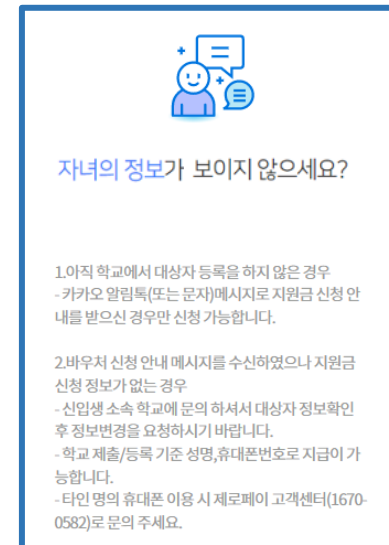 자녀의 정보가 보이지 않으세요?
1.아직 학교에서 대상자 등록을 하지 않은 경우
- 카카오 알림톡(또는 문자)메시지로 지원금 신청 안
내를 받으신 경우만 신청 가능합니다.
2.바우처 신청 안내 메시지를 수신하였으나 지원금
신청 정보가 없는 경우
- 신입생 소속 학교에 문의 하셔서 대상자 정보확인
후 정보변경을 요청하시기 바랍니다.
- 학교 제출/등록 기준 성명,휴대폰번호로 지급이 가
능합니다.
- 타인 명의 휴대폰 이용 시 제로페이 고객센터(1670-
0582)로 문의 주세요.